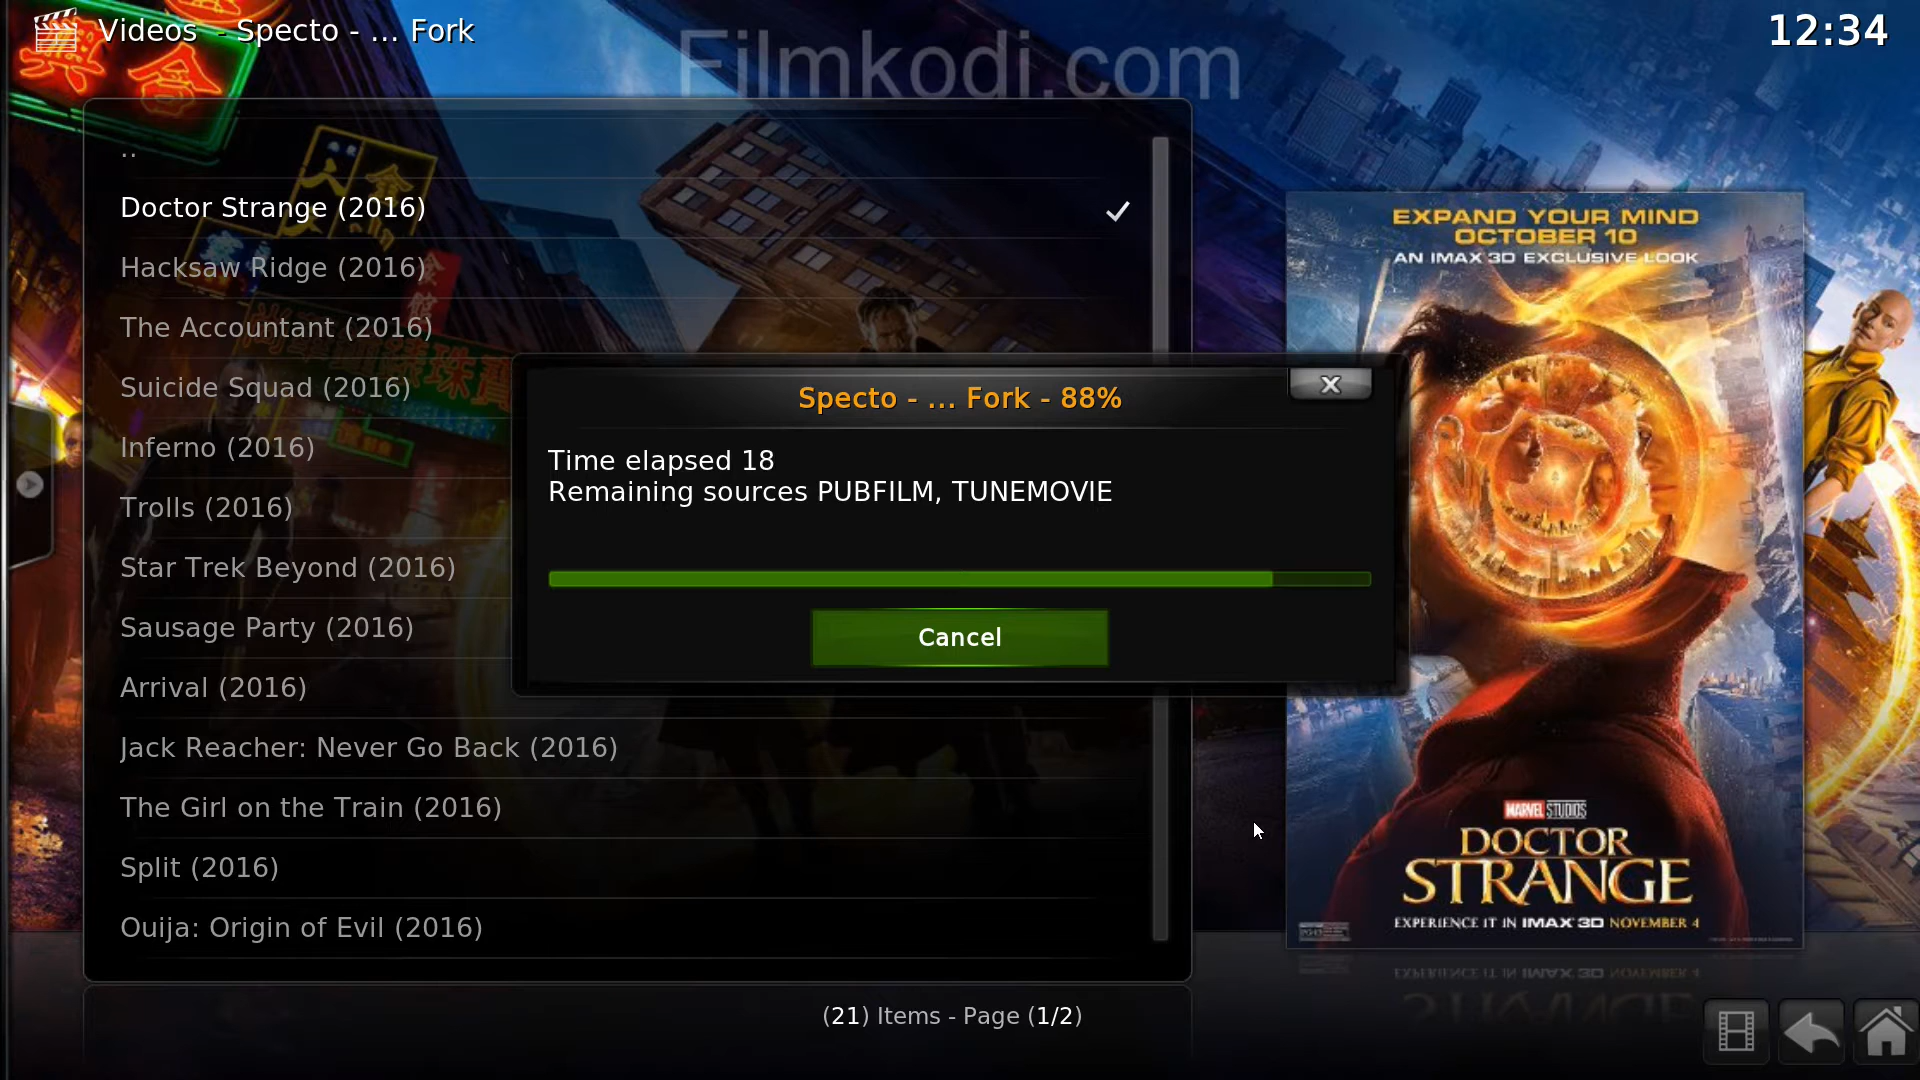 Videos - Specto - ... Fork
12:34
Filmkodi.com
..
Doctor Strange (2016)
Hacksaw Ridge (2016)
The Accountant (2016)
Suicide Squad (2016)
Inferno (2016)
Trolls (2016)
Star Trek Beyond (2016)
Sausage Party (2016)
Arrival (2016)
Jack Reacher: Never Go Back (2016)
The Girl on the Train (2016)
Split (2016)
Ouija: Origin of Evil (2016)
(21) Items - Page (1/2)
Specto - ... Fork - 88%
X
Time elapsed 18
Remaining sources PUBFILM, TUNEMOVIE
Cancel
EXPAND YOUR MIND
OCTOBER 10
AN IMAX 3D EXCLUSIVE LOOK
MARVEL STUDIOS
DOCTOR
STRANGE
EXPERIENCE IT IN IMAX 3D NOVEMBER 4